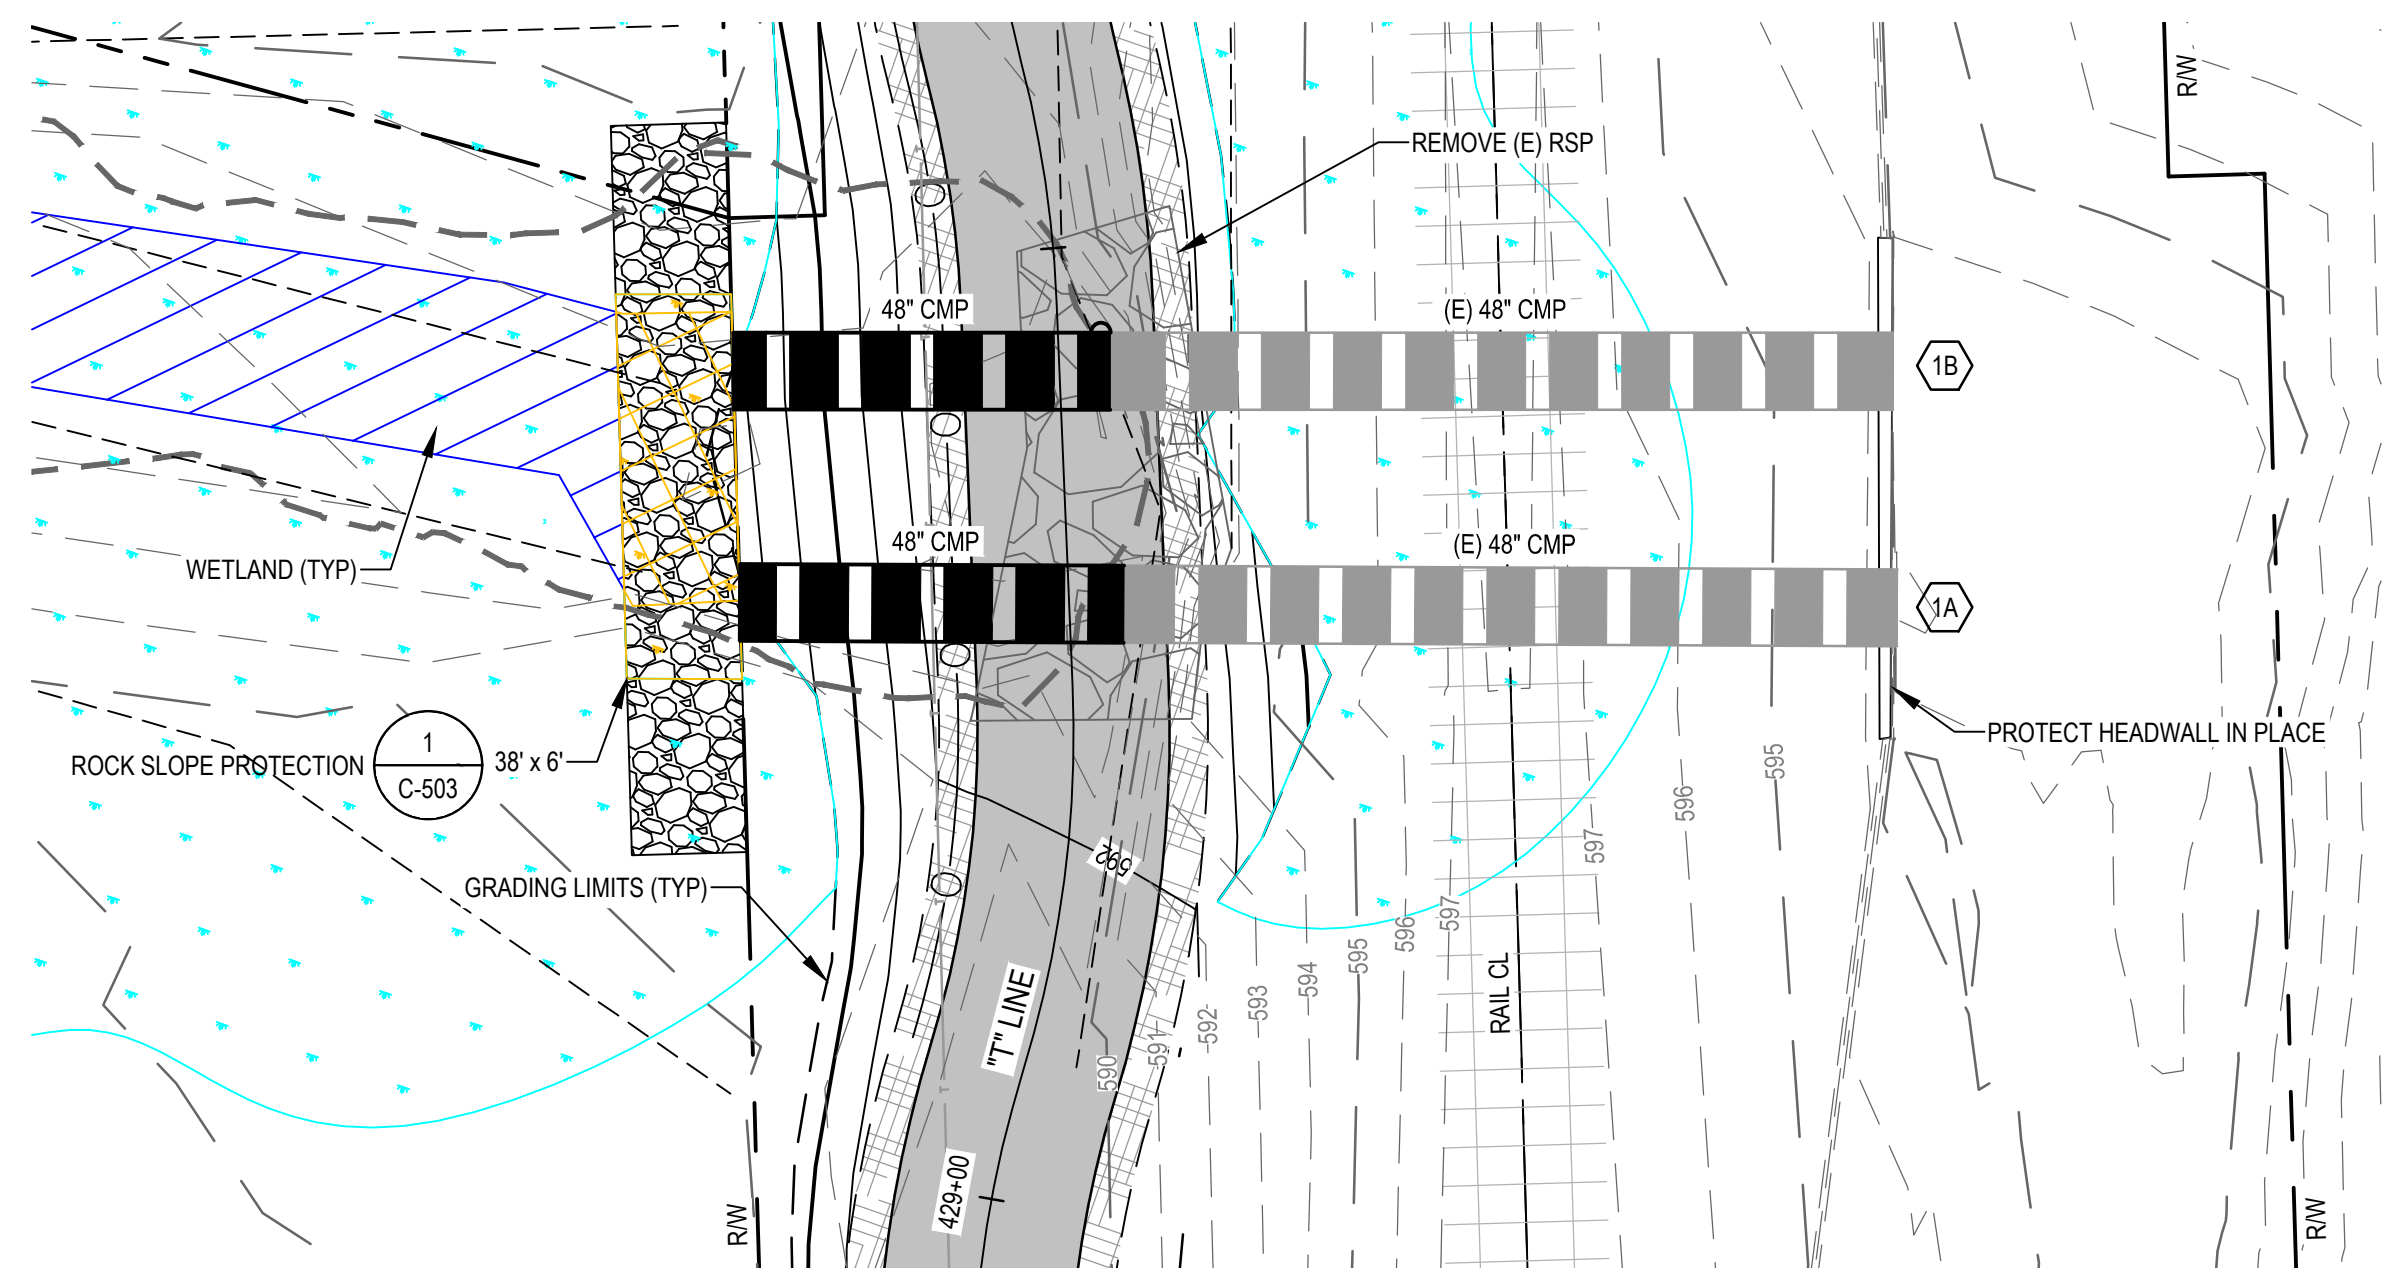 R/W
REMOVE (E) RSP
48" CMP
(E) 48" CMP
1B
48" CMP
(E) 48" CMP
WETLAND (TYP)
1A
PROTECT HEADWALL IN PLACE
ROCK SLOPE PROTECTION
1
C-503
38' x 6'
595
596
597
592
GRADING LIMITS (TYP)
597
596
595
594
593
592
591
590
RAIL CL
"T" LINE
429+00
R/W
R/W